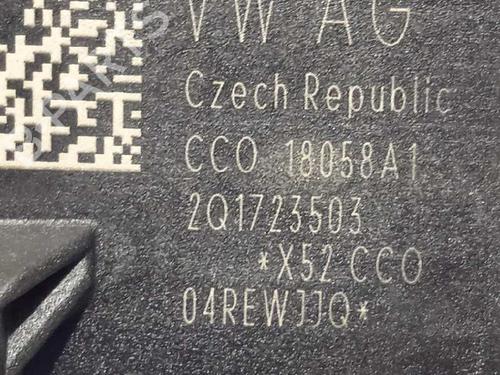 VW AG
Czech Republic
CCO 18058A1
2Q1723503
*X52 CCO
04REWJJQ*